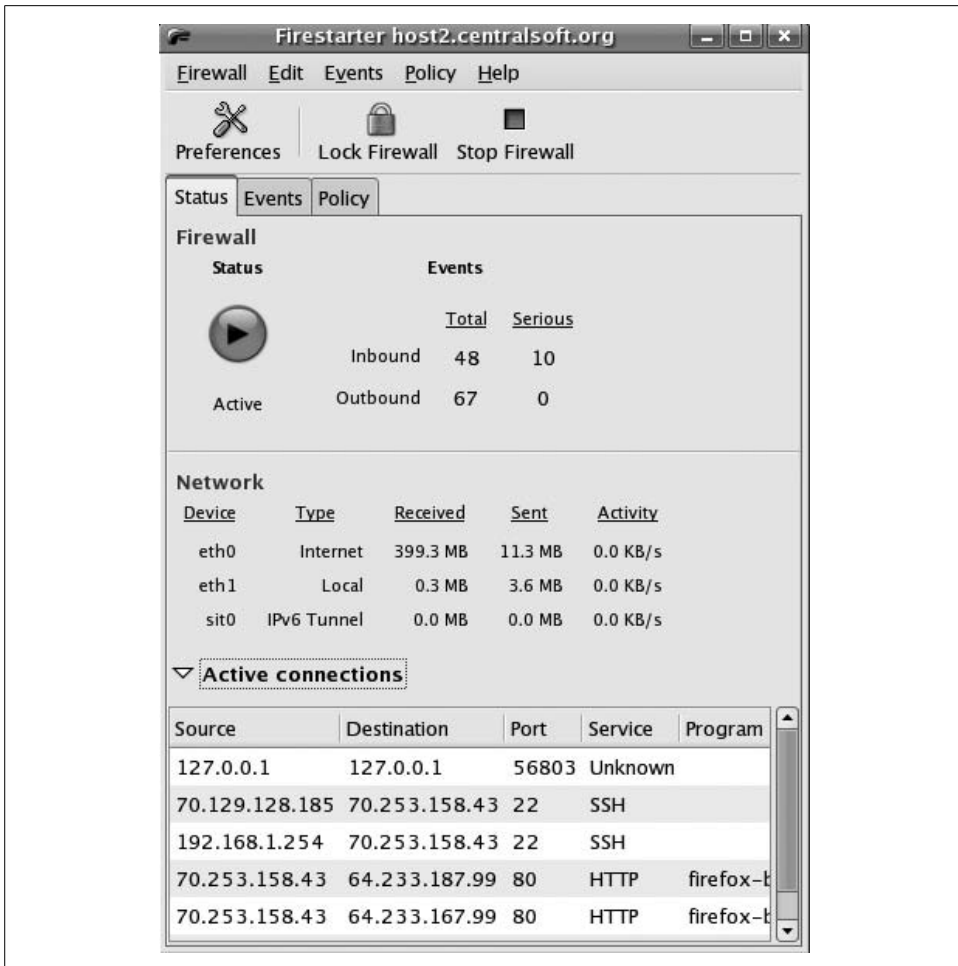 Firestarter host2.centralsoft.org
Firewall Edit Events Policy Help
Preferences Lock Firewall Stop Firewall
Status Events Policy
Firewall
Status Events
Total Serious
Inbound 48 10
Outbound 67 0
Active
Network
Device Type Received Sent Activity
eth0 Internet 399.3 MB 11.3 MB 0.0 KB/s
eth1 Local 0.3 MB 3.6 MB 0.0 KB/s
sit0 IPv6 Tunnel 0.0 MB 0.0 MB 0.0 KB/s
Active connections
Source Destination Port Service Program
127.0.0.1 127.0.0.1 56803 Unknown
70.129.128.185 70.253.158.43 22 SSH
192.168.1.254 70.253.158.43 22 SSH
70.253.158.43 64.233.187.99 80 HTTP firefox-b
70.253.158.43 64.233.167.99 80 HTTP firefox-b